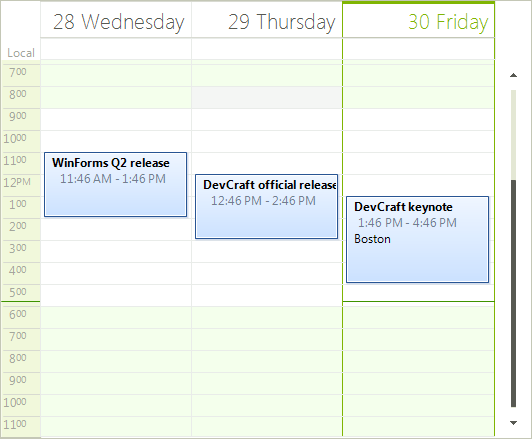 28 Wednesday
29 Thursday
30 Friday
Local
7 00
8 00
9 00
10 00
11 00
12 PM
1 00
2 00
3 00
4 00
5 00
6 00
7 00
8 00
9 00
10 00
11 00
WinForms Q2 release
11:46 AM - 1:46 PM
DevCraft official release
12:46 PM - 2:46 PM
DevCraft keynote
1:46 PM - 4:46 PM
Boston